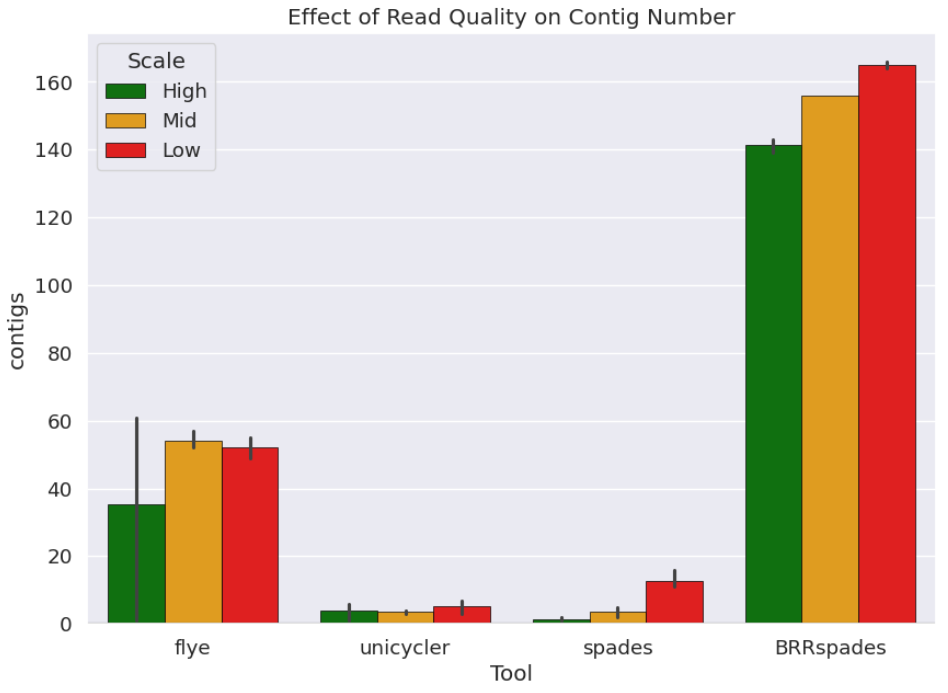 Effect of Read Quality on Contig Number
Scale
High
Mid
Low
contigs
160
140
120
100
80
60
40
20
0
flye unicycler spades BRRspades
Tool